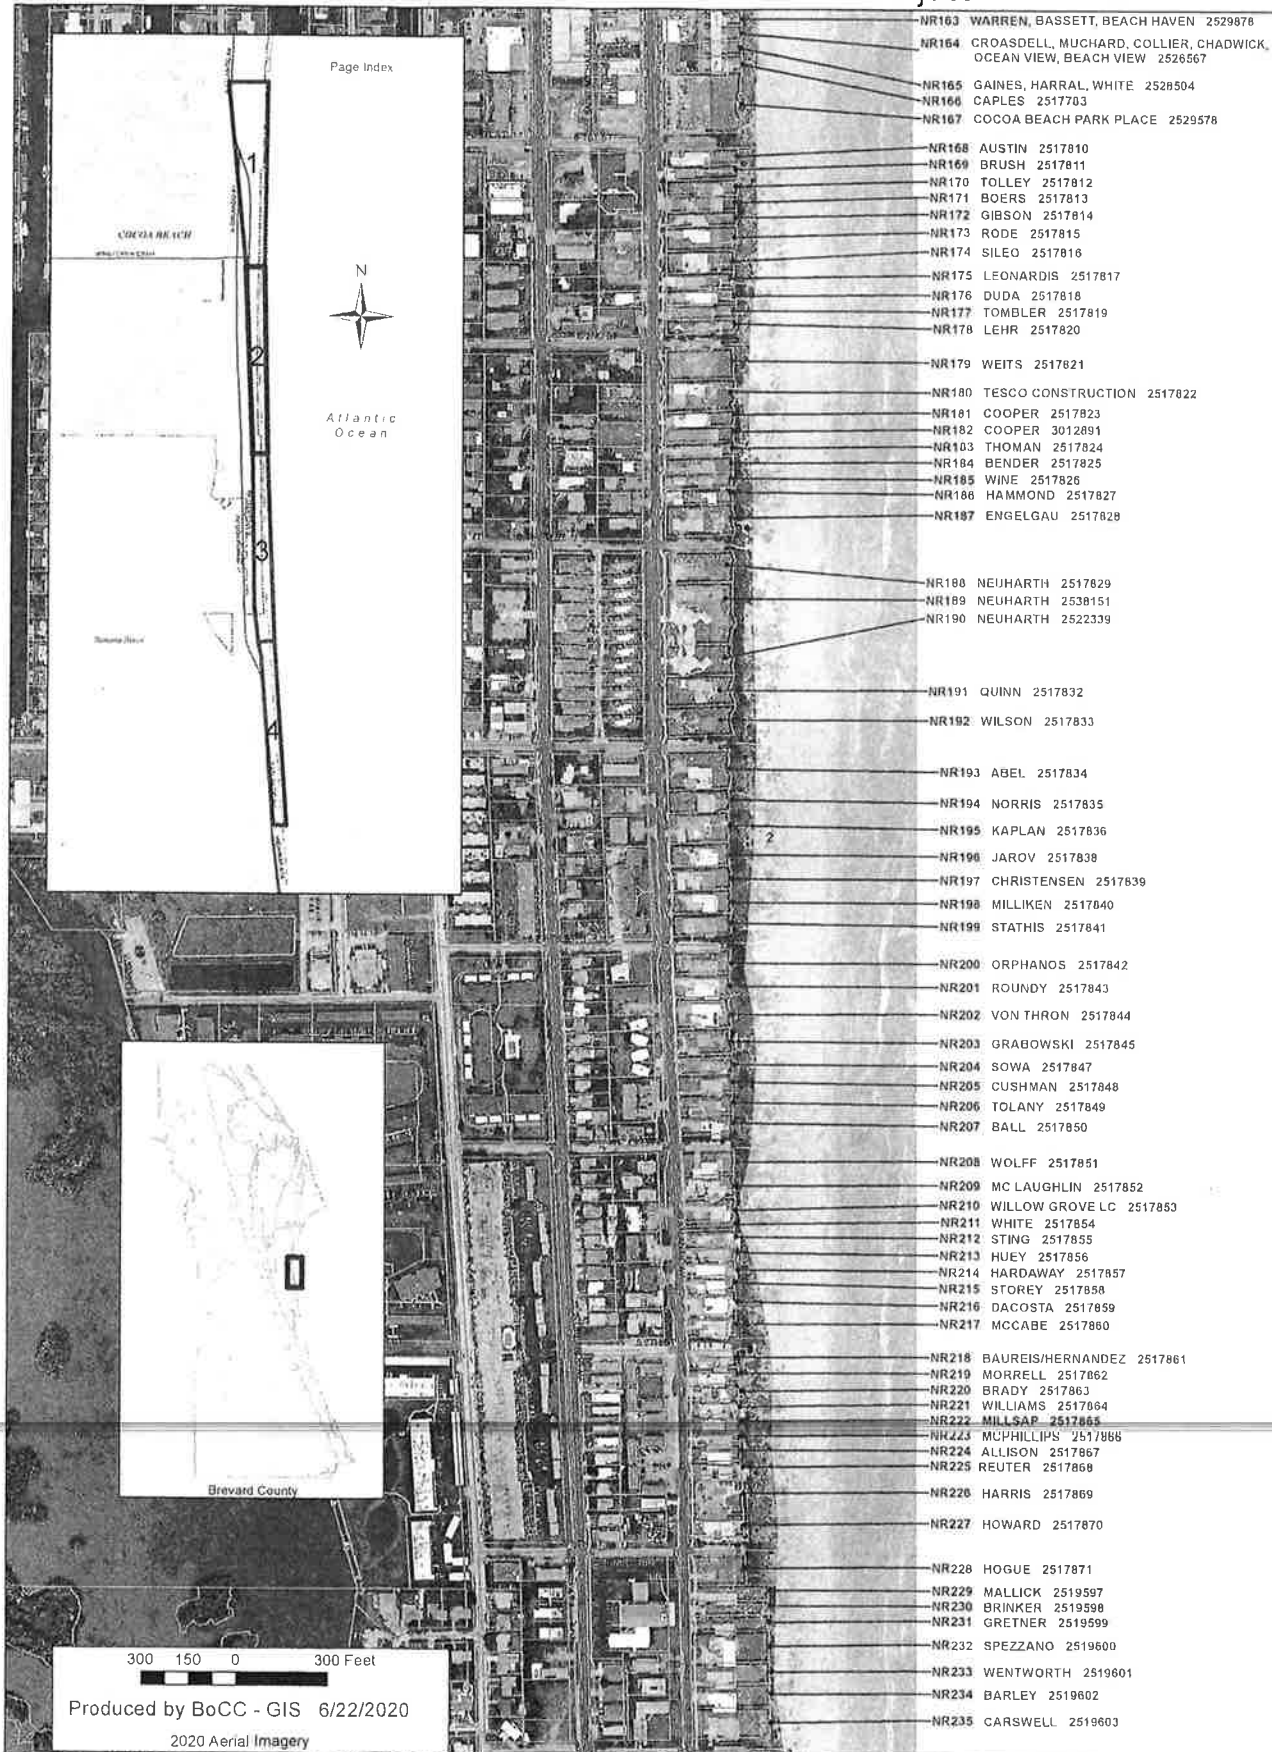 NR163 WARREN, BASSETT, BEACH HAVEN 2529878
NR164 CROASDELL, MUCHARD, COLLIER, CHADWICK,
OCEAN VIEW, BEACH VIEW 2526567
NR165 GAINES, HARRAL, WHITE 2528504
NR166 CAPLES 2517783
NR167 COCOA BEACH PARK PLACE 2529578
NR168 AUSTIN 2517810
NR169 BRUSH 2517811
NR170 TOLLEY 2517812
NR171 BOERS 2517813
NR172 GIBSON 2517814
NR173 RODE 2517815
NR174 SILEO 2517816
NR175 LEONARDIS 2517817
NR176 DUDA 2517818
NR177 TOMBLER 2517819
NR178 LEHR 2517820
NR179 WEITS 2517821
NR180 TESCO CONSTRUCTION 2517822
NR181 COOPER 2517823
NR182 COOPER 3012891
NR183 THOMAN 2517824
NR184 BENDER 2517825
NR185 WINE 2517826
NR186 HAMMOND 2517827
NR187 ENGELGAU 2517828
NR188 NEUHARTH 2517829
NR189 NEUHARTH 2538151
NR190 NEUHARTH 2522339
NR191 QUINN 2517832
NR192 WILSON 2517833
NR193 ABEL 2517834
NR194 NORRIS 2517835
NR195 KAPLAN 2517836
NR196 JAROV 2517838
NR197 CHRISTENSEN 2517839
NR198 MILLIKEN 2517840
NR199 STATHIS 2517841
NR200 ORPHANOS 2517842
NR201 ROUNDY 2517843
NR202 VON THRON 2517844
NR203 GRABOWSKI 2517845
NR204 SOWA 2517847
NR205 CUSHMAN 2517848
NR206 TOLANY 2517849
NR207 BALL 2517850
NR208 WOLFF 2517851
NR209 MC LAUGHLIN 2517852
NR210 WILLOW GROVE LC 2517853
NR211 WHITE 2517854
NR212 STING 2517855
NR213 HUEY 2517856
NR214 HARDAWAY 2517857
NR215 STOREY 2517858
NR216 DACOSTA 2517859
NR217 MCCABE 2517860
NR218 BAUREIS/HERNANDEZ 2517861
NR219 MORRELL 2517862
NR220 BRADY 2517863
NR221 WILLIAMS 2517864
NR222 MILLSAP 2517865
NR223 MCPHILLIPS 2517866
NR224 ALLISON 2517867
NR225 REUTER 2517868
NR226 HARRIS 2517869
NR227 HOWARD 2517870
NR228 HOGUE 2517871
NR229 MALLICK 2519597
NR230 BRINKER 2519598
NR231 GRETNER 2519599
NR232 SPEZZANO 2519600
NR233 WENTWORTH 2519601
NR234 BARLEY 2519602
NR235 CARSWELL 2519603
2
Page Index
1
COCOA BEACH
N
2
Atlantic
Ocean
3
Banana River
4
Brevard County
300 150 0 300 Feet
Produced by BoCC - GIS 6/22/2020
2020 Aerial Imagery